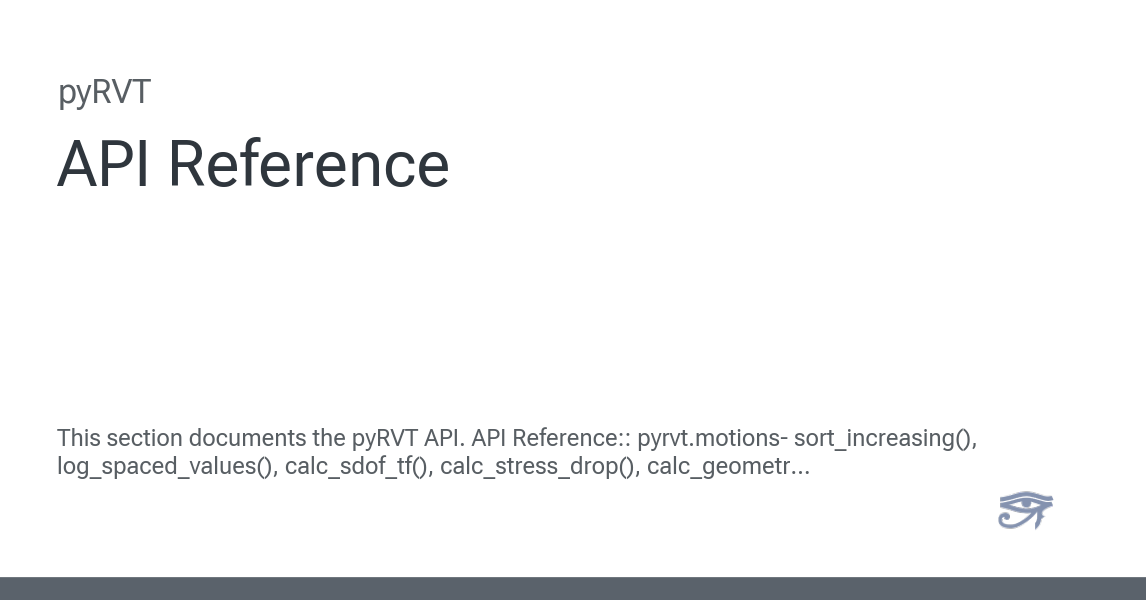 pyRVT
API Reference
This section documents the pyRVT API. API Reference:: pyrvt.motions- sort_increasing(),
log_spaced_values(), calc_sdof_tf(), calc_stress_drop(), calc_geometr...